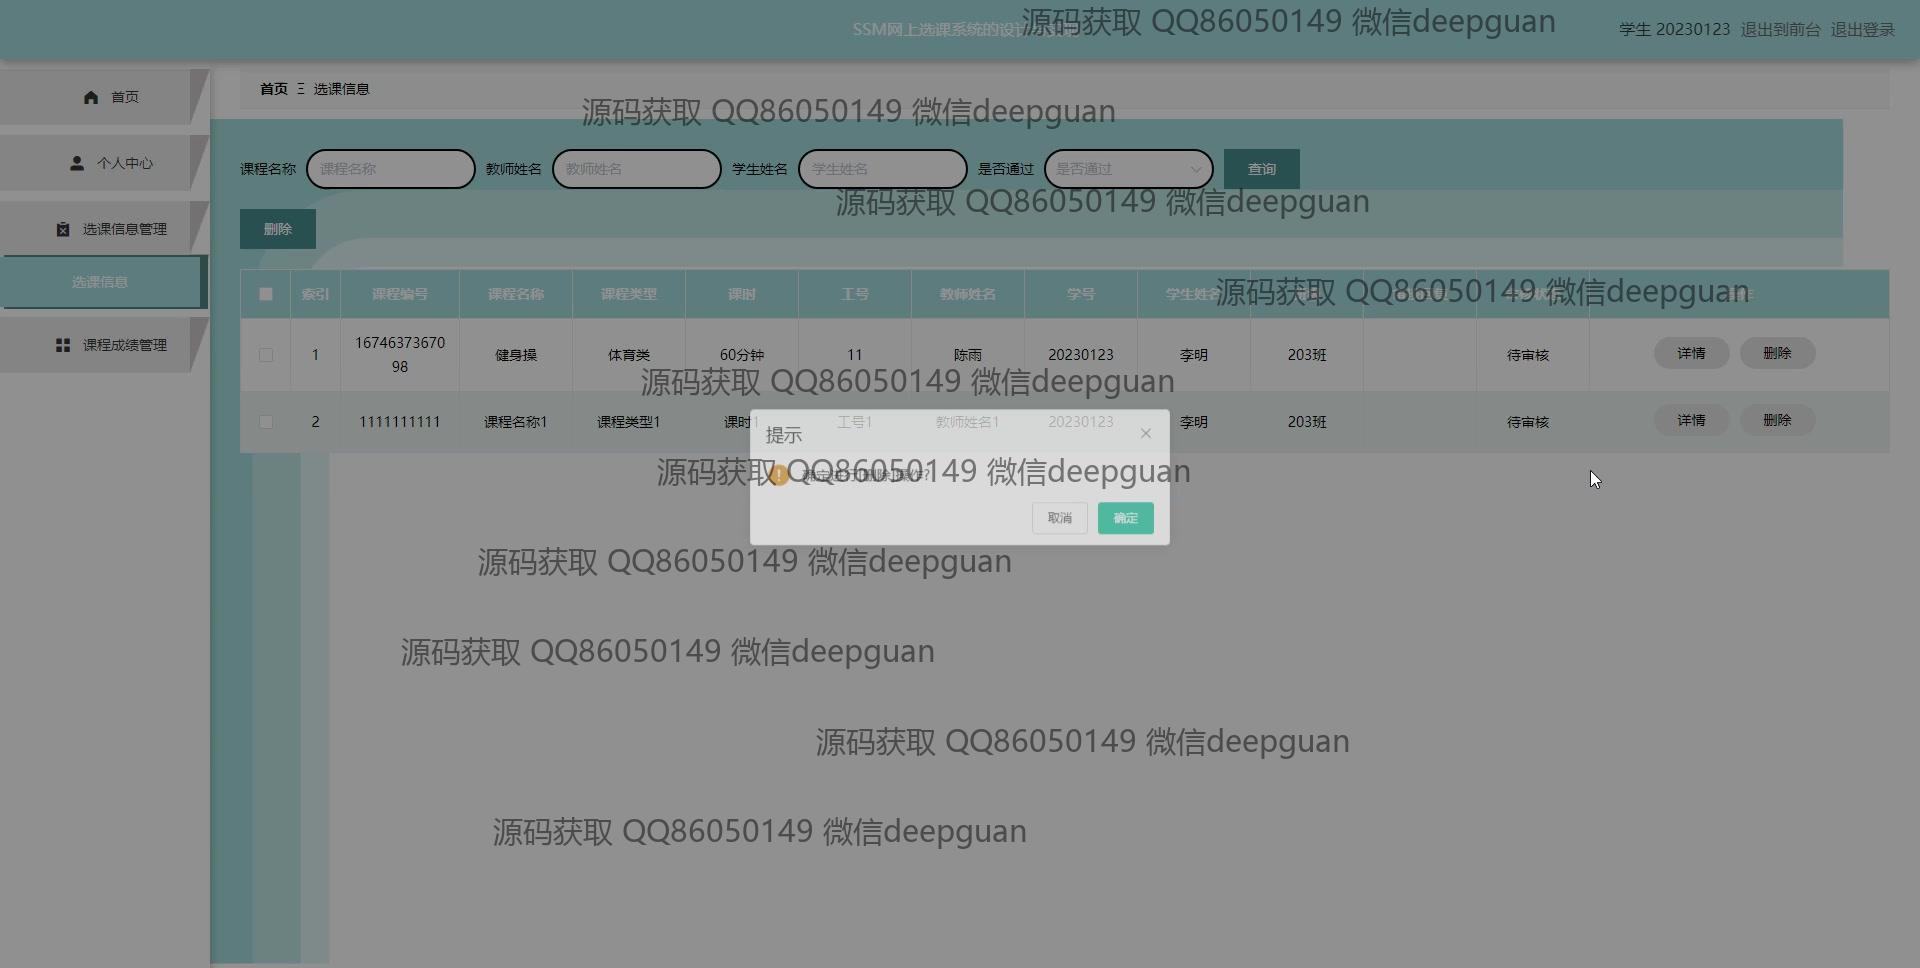 SSM网上选课系统的设计
源码获取 QQ86050149 微信deepguan
学生 20230123 退出到前台 退出登录
首页
个人中心
选课信息管理
选课信息
课程成绩管理
首页 Ξ 选课信息
源码获取 QQ86050149 微信deepguan
课程名称 课程名称 教师姓名 教师姓名 学生姓名 学生姓名 是否通过 是否通过 查询
源码获取 QQ86050149 微信deepguan
删除
索引 课程编号 课程名称 课程类型 课时 工号 教师姓名 学号 学生姓名
源码获取 QQ86050149 微信deepguan
1 1674637367098 健身操 体育类 60分钟 11 陈雨 20230123 李明 203班 待审核 详情 删除
源码获取 QQ86050149 微信deepguan
2 1111111111 课程名称1 课程类型1 课时1 工号1 教师姓名1 20230123 李明 203班 待审核 详情 删除
提示
确定进行[删除]操作?
源码获取 QQ86050149 微信deepguan
取消 确定
源码获取 QQ86050149 微信deepguan
源码获取 QQ86050149 微信deepguan
源码获取 QQ86050149 微信deepguan
源码获取 QQ86050149 微信deepguan